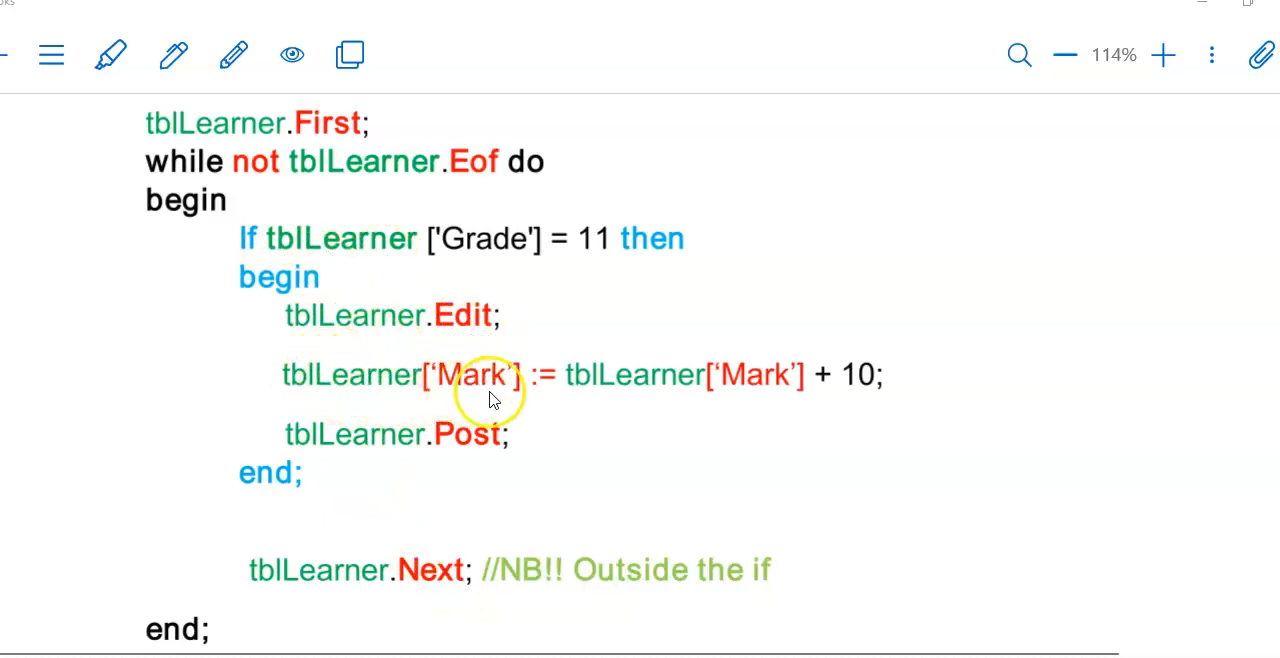 114%
tblLearner.First;
while not tblLearner.Eof do
begin
If tblLearner ['Grade'] = 11 then
begin
tblLearner.Edit;
tblLearner[‘Mark’] := tblLearner[‘Mark’] + 10;
tblLearner.Post;
end;
tblLearner.Next; //NB!! Outside the if
end;